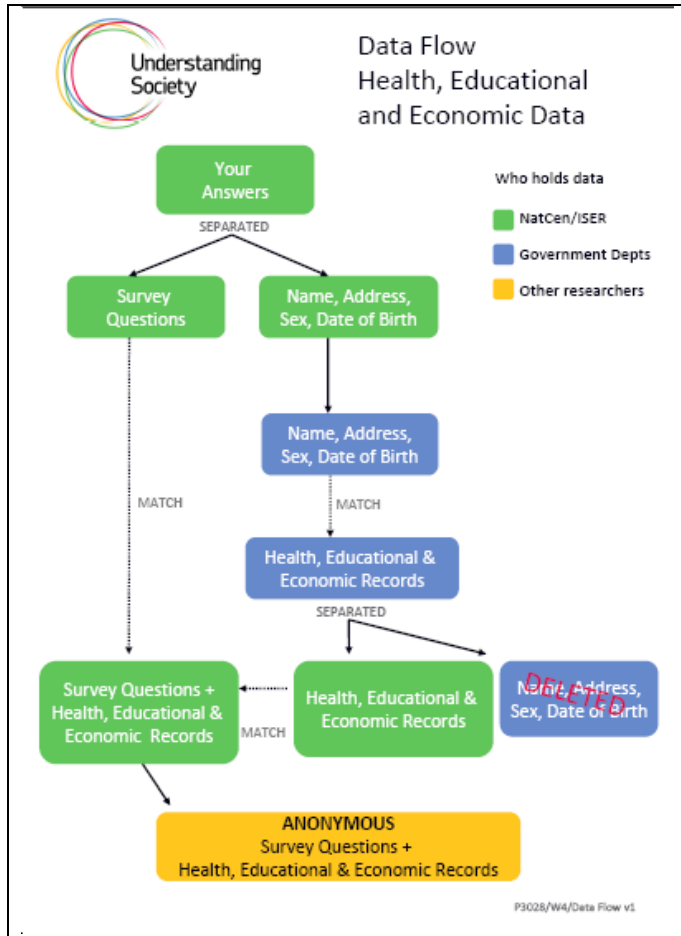 Understanding
Society
Data Flow
Health, Educational
and Economic Data
Your
Answers
Who holds data
NatCen/ISER
Government Depts
Other researchers
SEPARATED
Survey
Questions
Name, Address,
Sex, Date of Birth
Name, Address,
Sex, Date of Birth
MATCH
MATCH
Health, Educational &
Economic Records
SEPARATED
Survey Questions +
Health, Educational &
Economic Records
MATCH
Health, Educational &
Economic Records
Name, Address,
Sex, Date of Birth
DELETED
ANONYMOUS
Survey Questions +
Health, Educational & Economic Records
P3028/W4/Data Flow v1